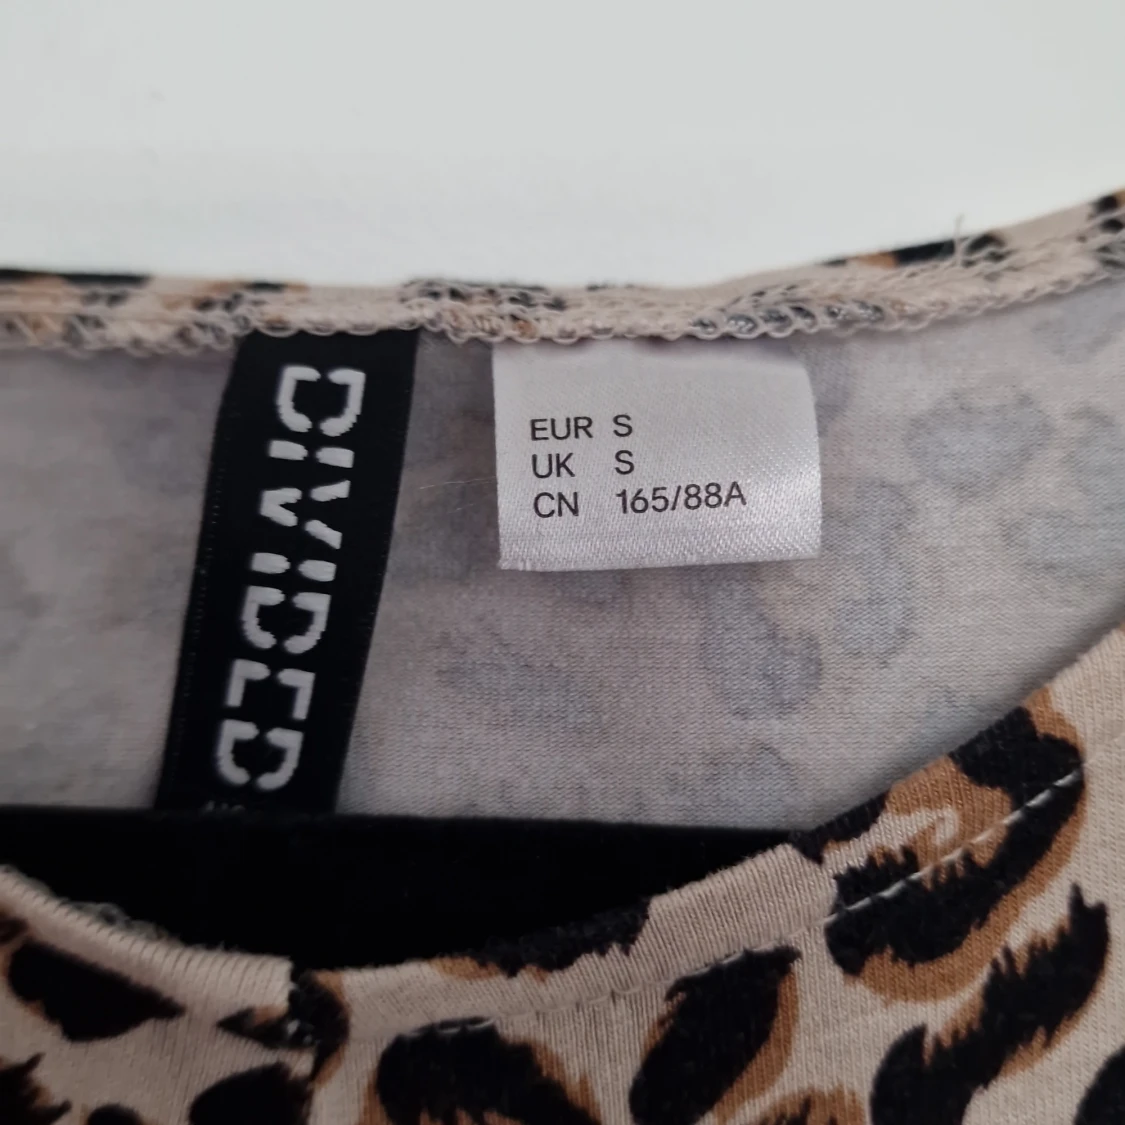 DIVIDED
EUR S
UK S
CN 165/88A